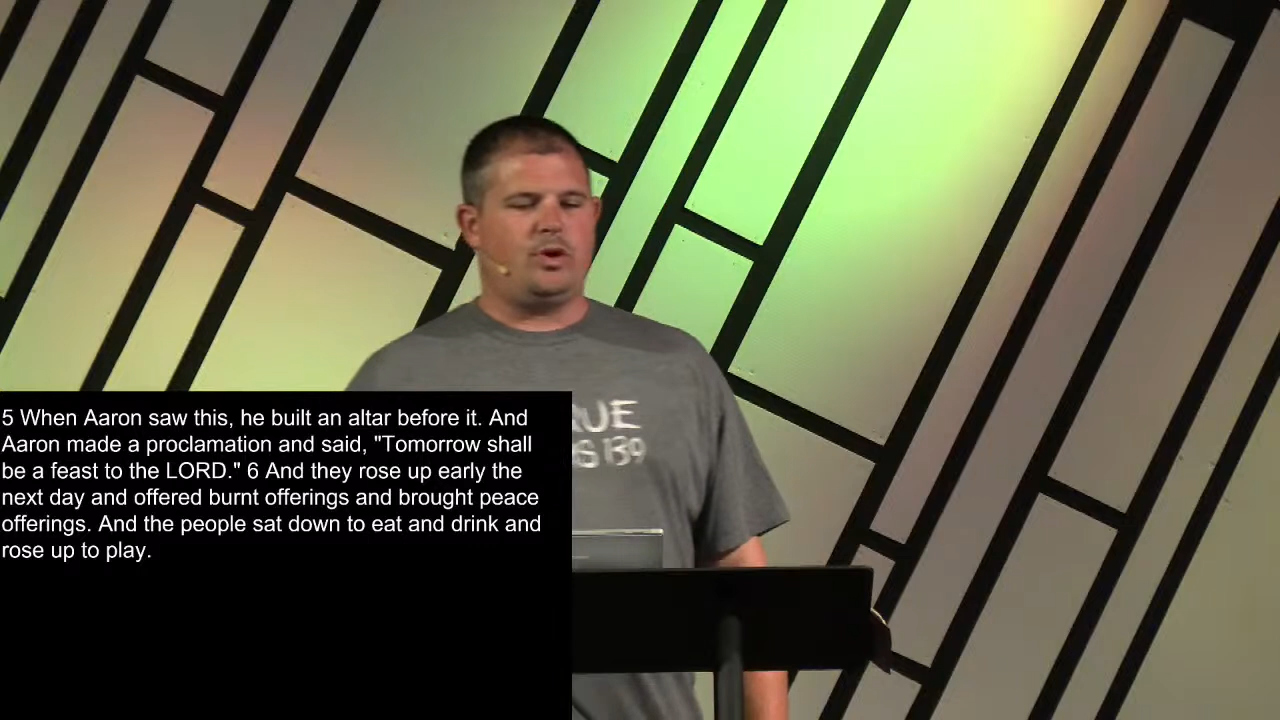 5 When Aaron saw this, he built an altar before it. And
Aaron made a proclamation and said, "Tomorrow shall
be a feast to the LORD." 6 And they rose up early the
next day and offered burnt offerings and brought peace
offerings. And the people sat down to eat and drink and
rose up to play.
139